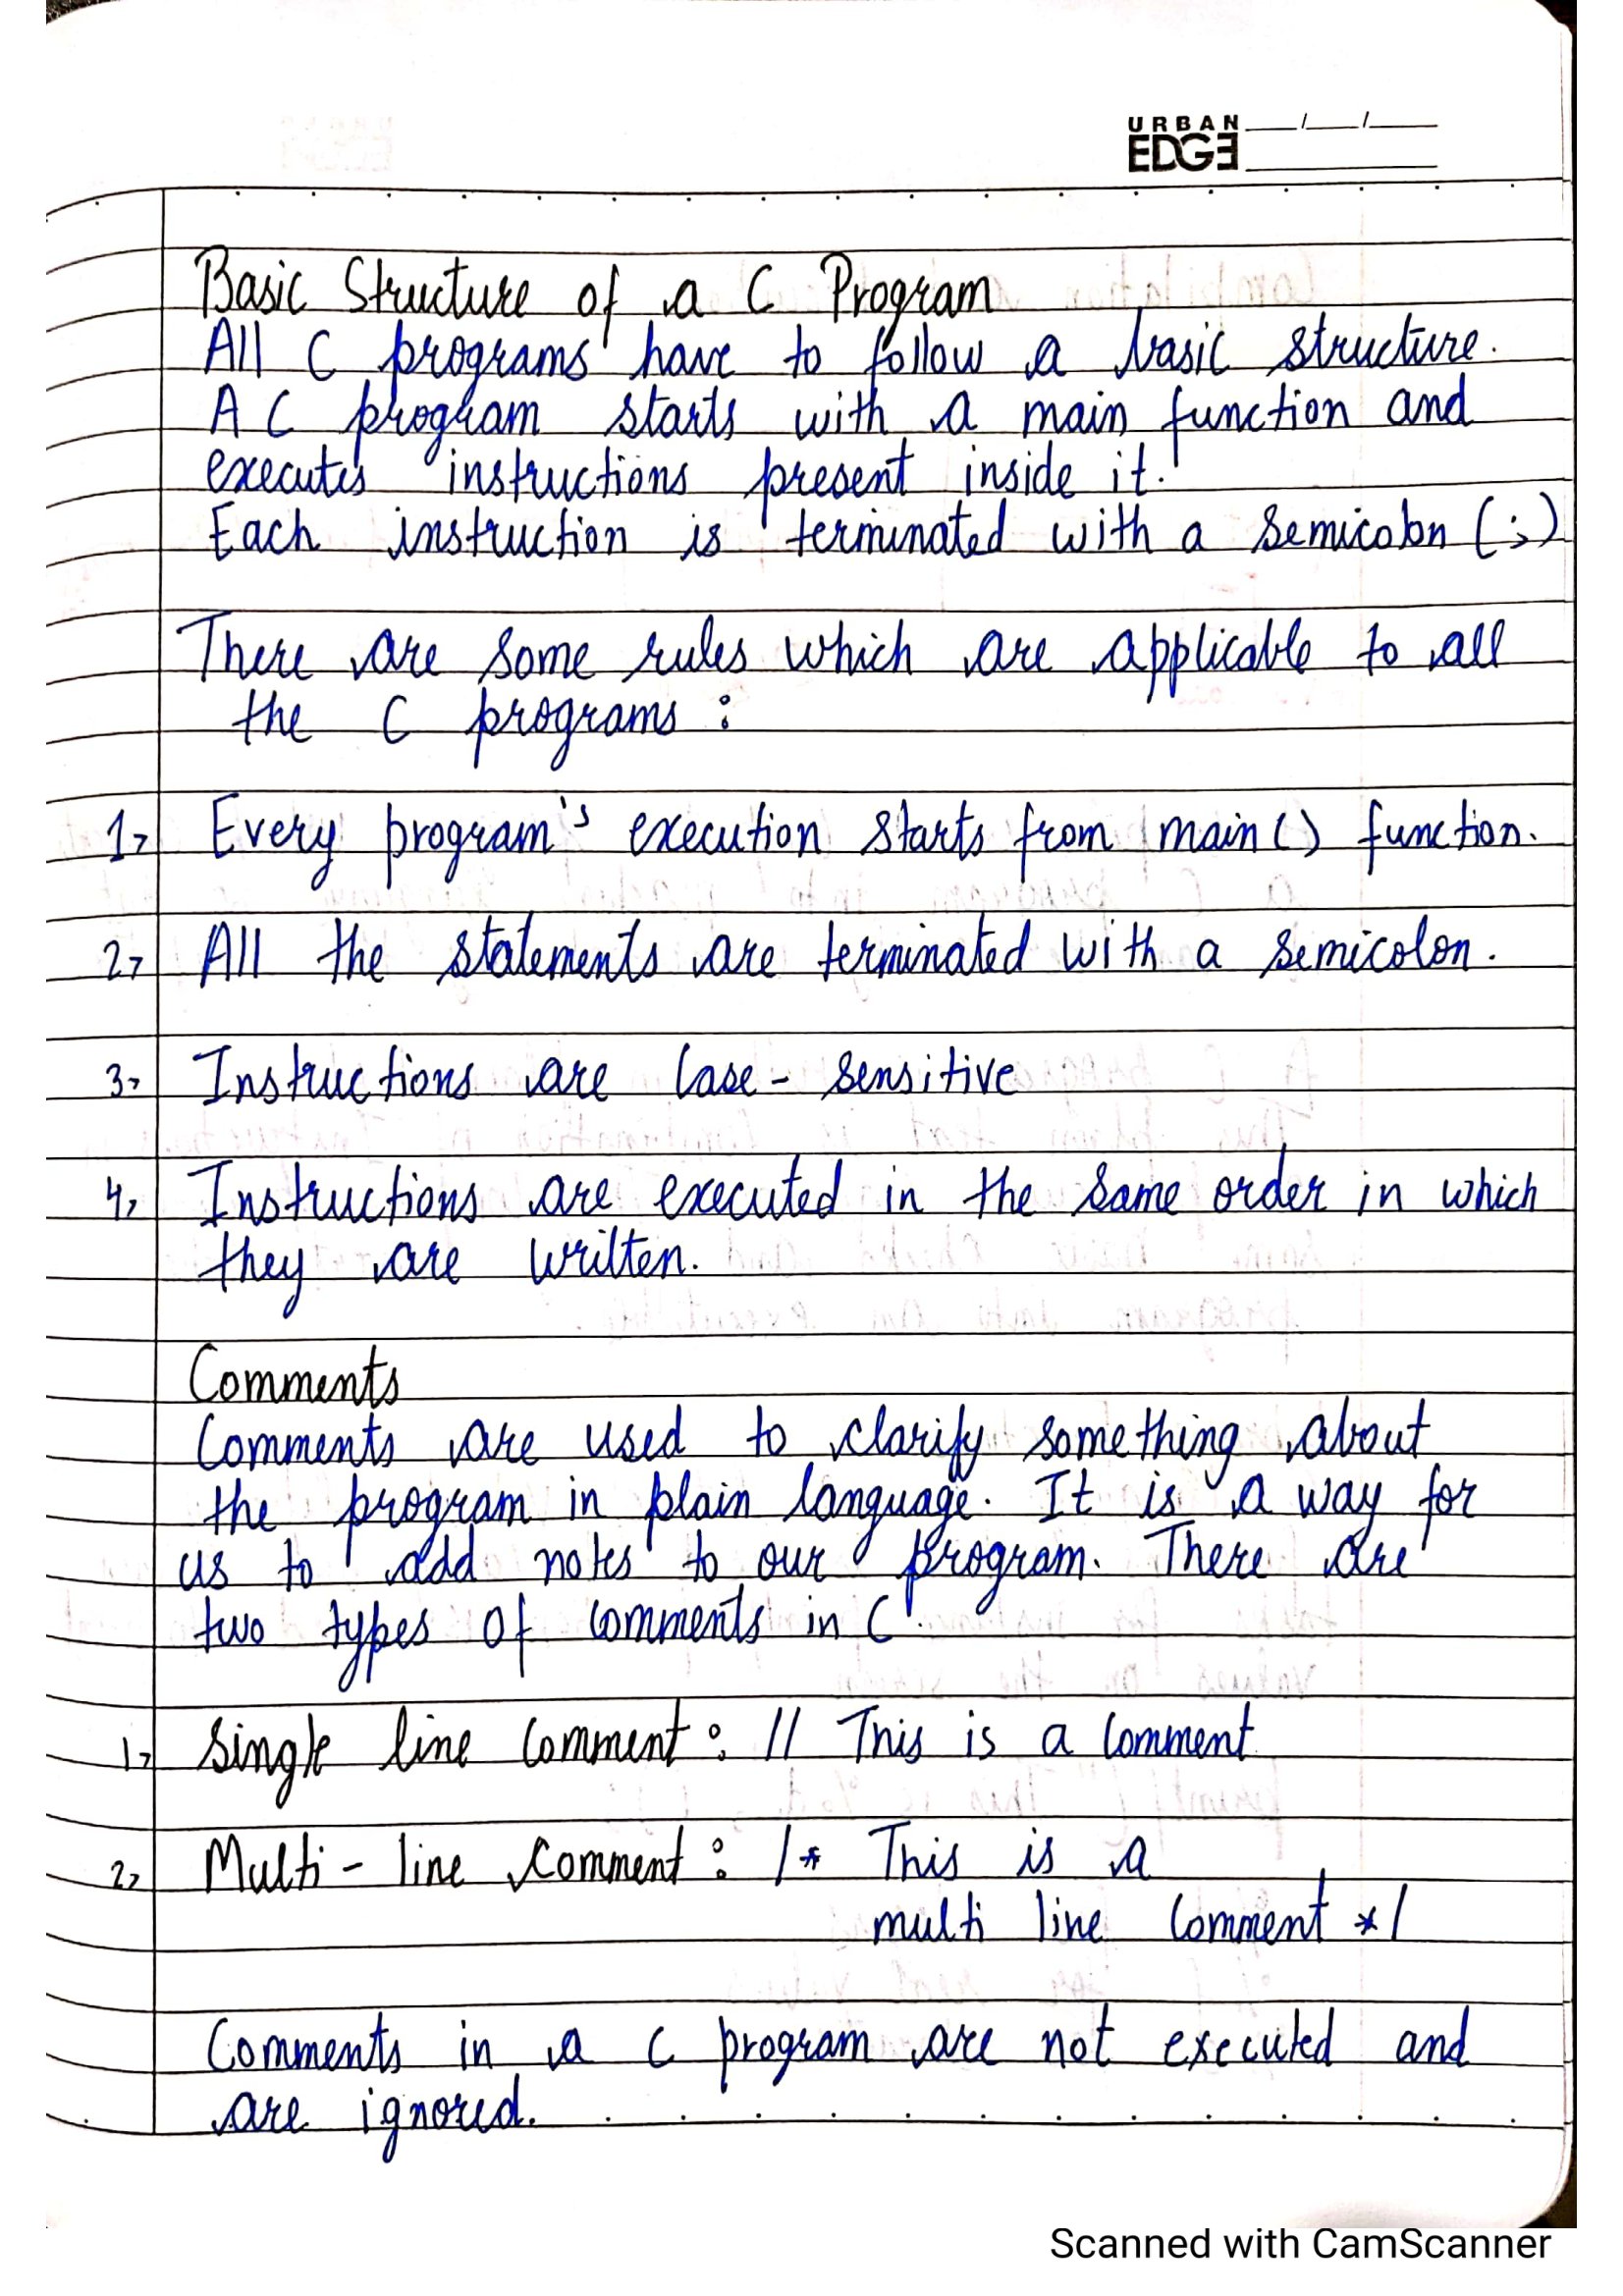 URBAN
EDGE
Basic Structure of a C Program
All C programs have to follow a basic structure.
A C program starts with a main function and
executes instructions present inside it.
Each instruction is terminated with a semicolon (;)
There are some rules which are applicable to all
the C programs :
1> Every program's execution starts from main() function.
2> All the statements are terminated with a semicolon.
3> Instructions are case-sensitive
4> Instructions are executed in the same order in which
they are written.
Comments
Comments are used to clarify something about
the program in plain language. It is a way for
us to add notes to our program. There are
two types of comments in C.
1> Single line comment : // This is a comment
2> Multi-line comment : /* This is a
multi line comment */
Comments in a C program are not executed and
are ignored.
Scanned with CamScanner